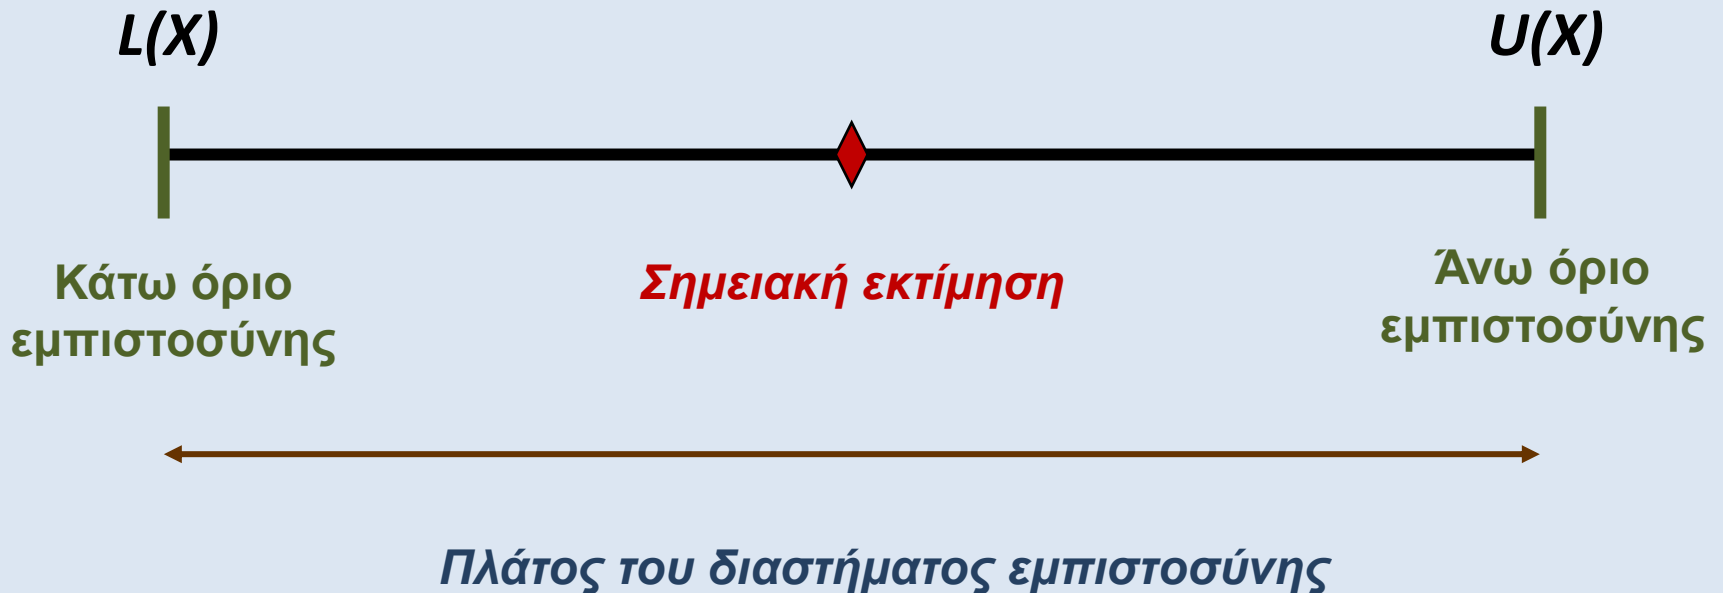 L(X)
U(X)
Κάτω όριο
εμπιστοσύνης
Σημειακή εκτίμηση
Άνω όριο
εμπιστοσύνης
Πλάτος του διαστήματος εμπιστοσύνης